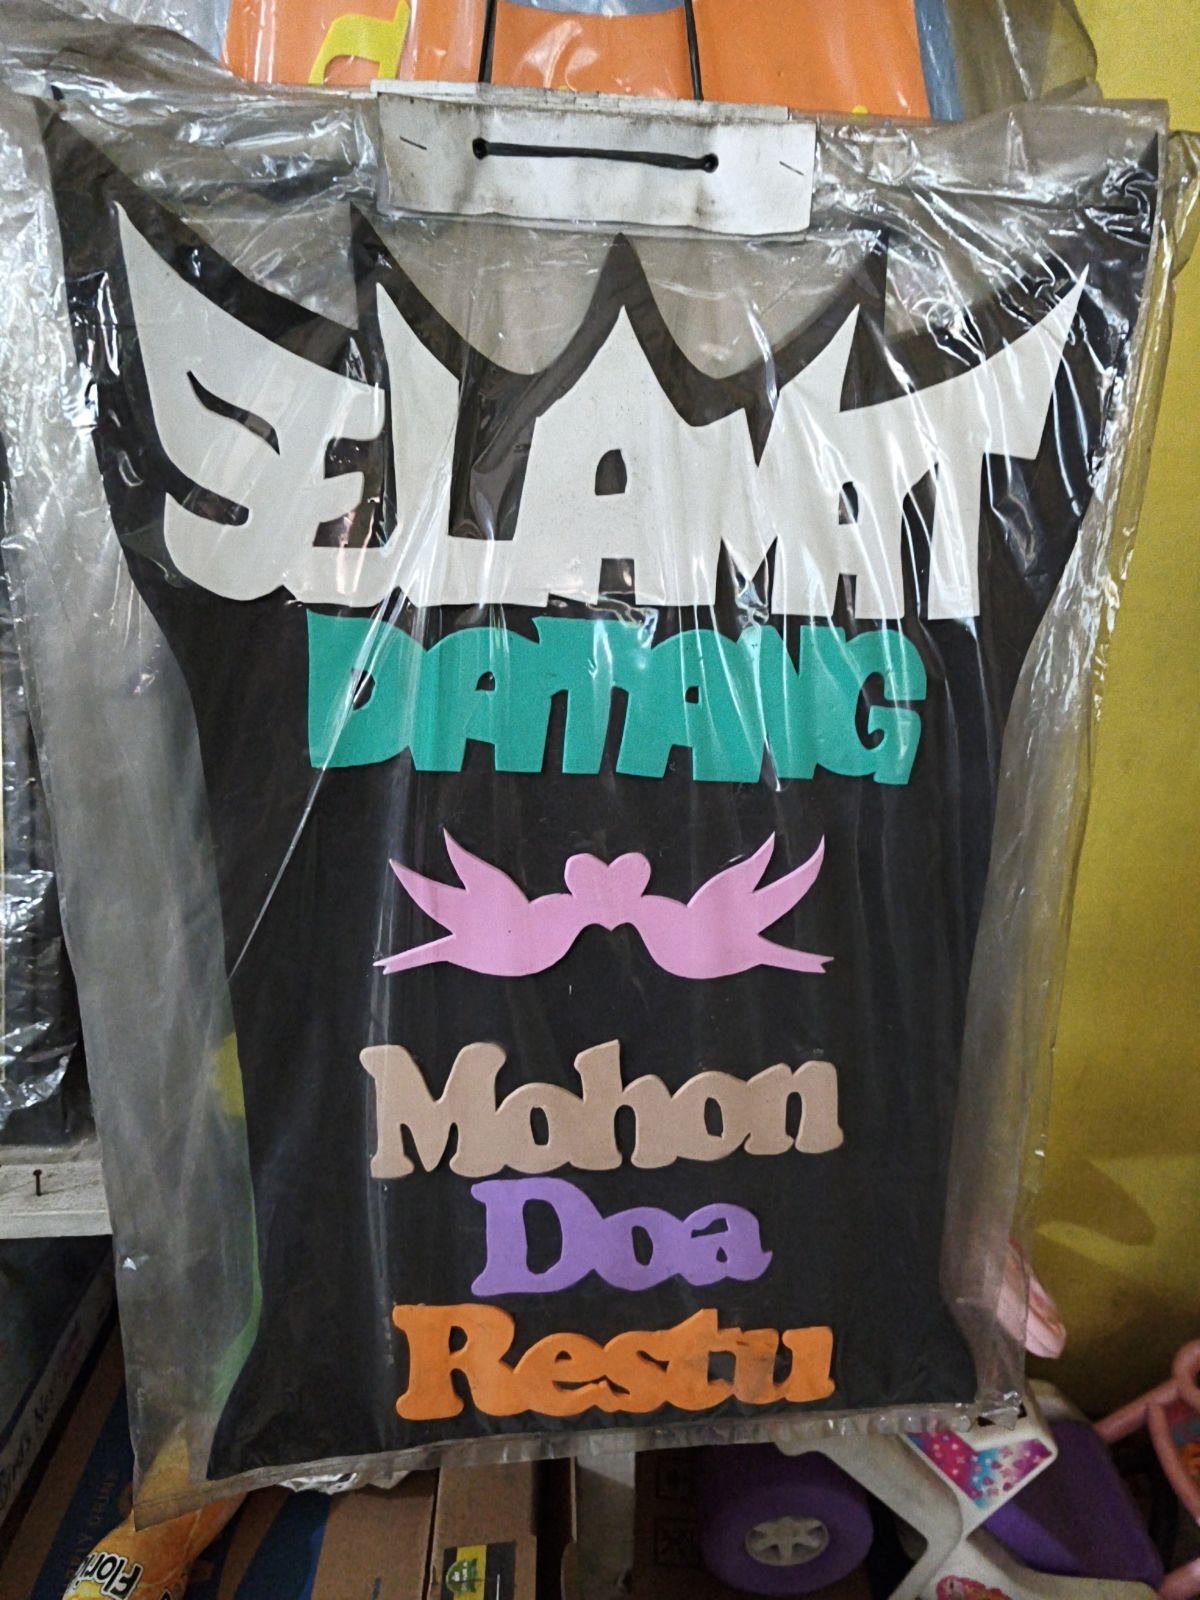 SELAMAT
DATANG
Mohon
Doa
Restu